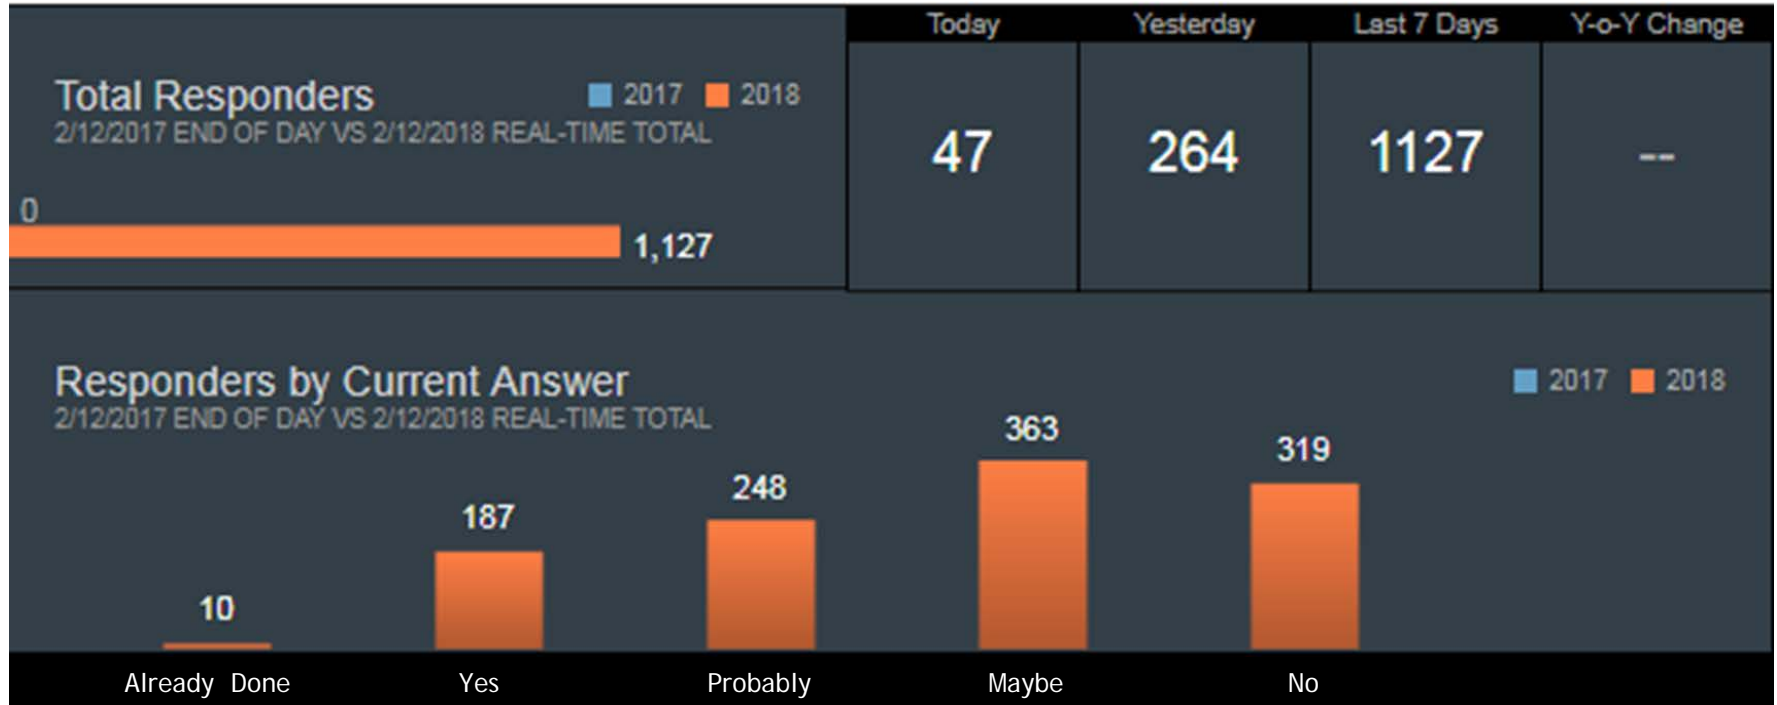 Today Yesterday Last 7 Days Y-o-Y Change
Total Responders 2017 2018
2/12/2017 END OF DAY VS 2/12/2018 REAL-TIME TOTAL
47 264 1127 --
0
1,127
Responders by Current Answer 2017 2018
2/12/2017 END OF DAY VS 2/12/2018 REAL-TIME TOTAL
10 187 248 363 319
Already Done Yes Probably Maybe No